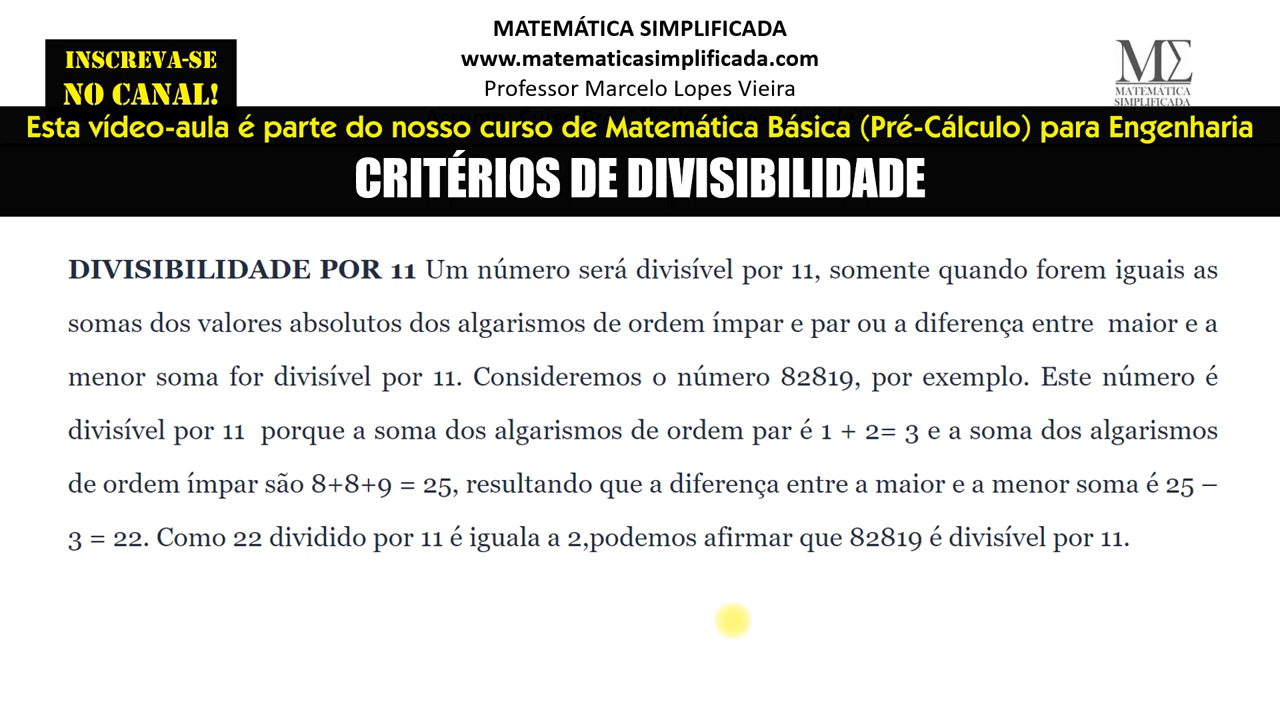 MATEMÁTICA SIMPLIFICADA
www.matematicasimplificada.com
Professor Marcelo Lopes Vieira
INSCREVA-SE
NO CANAL!
MΣ
MATEMÁTICA
SIMPLIFICADA
Esta vídeo-aula é parte do nosso curso de Matemática Básica (Pré-Cálculo) para Engenharia
CRITÉRIOS DE DIVISIBILIDADE
DIVISIBILIDADE POR 11 Um número será divisível por 11, somente quando forem iguais as
somas dos valores absolutos dos algarismos de ordem ímpar e par ou a diferença entre maior e a
menor soma for divisível por 11. Consideremos o número 82819, por exemplo. Este número é
divisível por 11 porque a soma dos algarismos de ordem par é 1 + 2= 3 e a soma dos algarismos
de ordem ímpar são 8+8+9 = 25, resultando que a diferença entre a maior e a menor soma é 25 –
3 = 22. Como 22 dividido por 11 é iguala a 2,podemos afirmar que 82819 é divisível por 11.